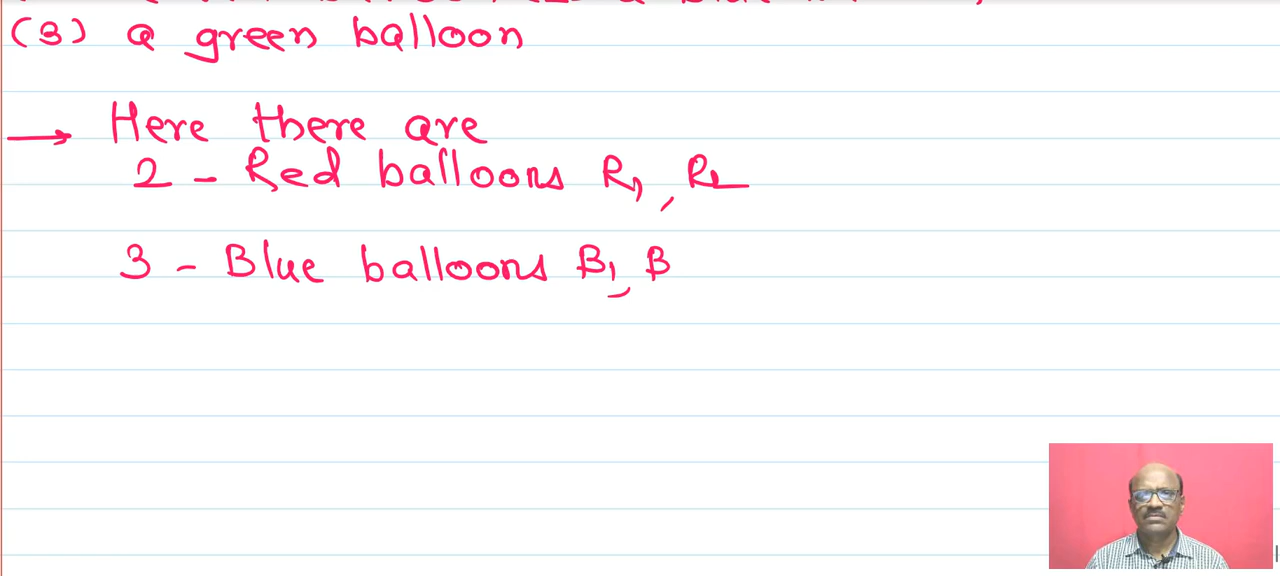 (3) a green balloon
→ Here there are
2 - Red balloons R1, R2
3 - Blue balloons B1, B